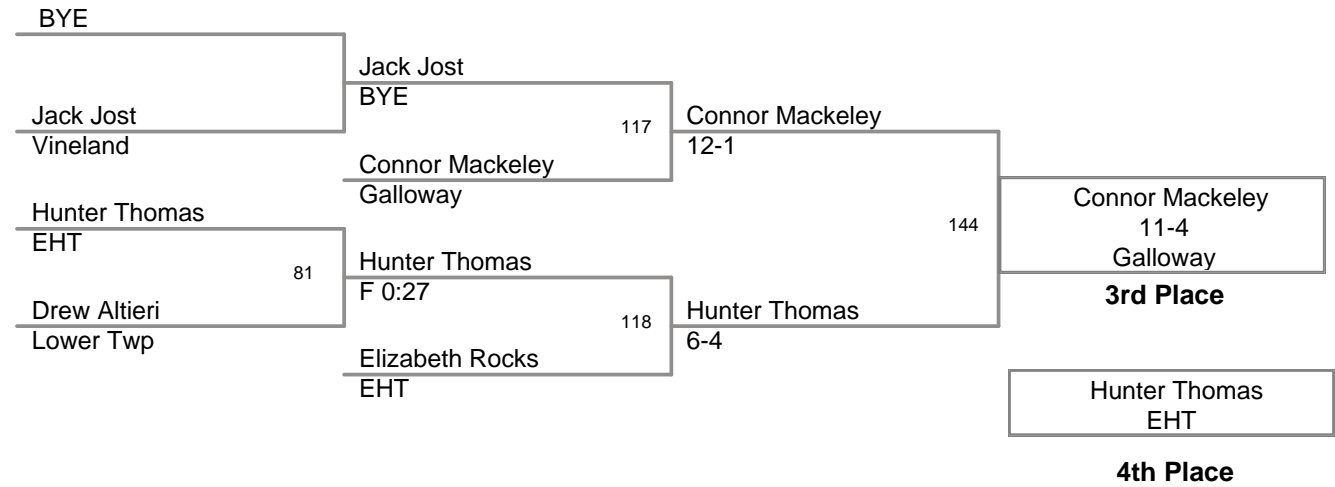 BYE
Jack Jost
BYE
Jack Jost
Vineland
117
Connor Mackeley
12-1
Connor Mackeley
Galloway
Hunter Thomas
EHT
81
Hunter Thomas
F 0:27
Drew Altieri
Lower Twp
118
Hunter Thomas
6-4
Elizabeth Rocks
EHT
144
Connor Mackeley
11-4
Galloway
3rd Place
Hunter Thomas
EHT
4th Place